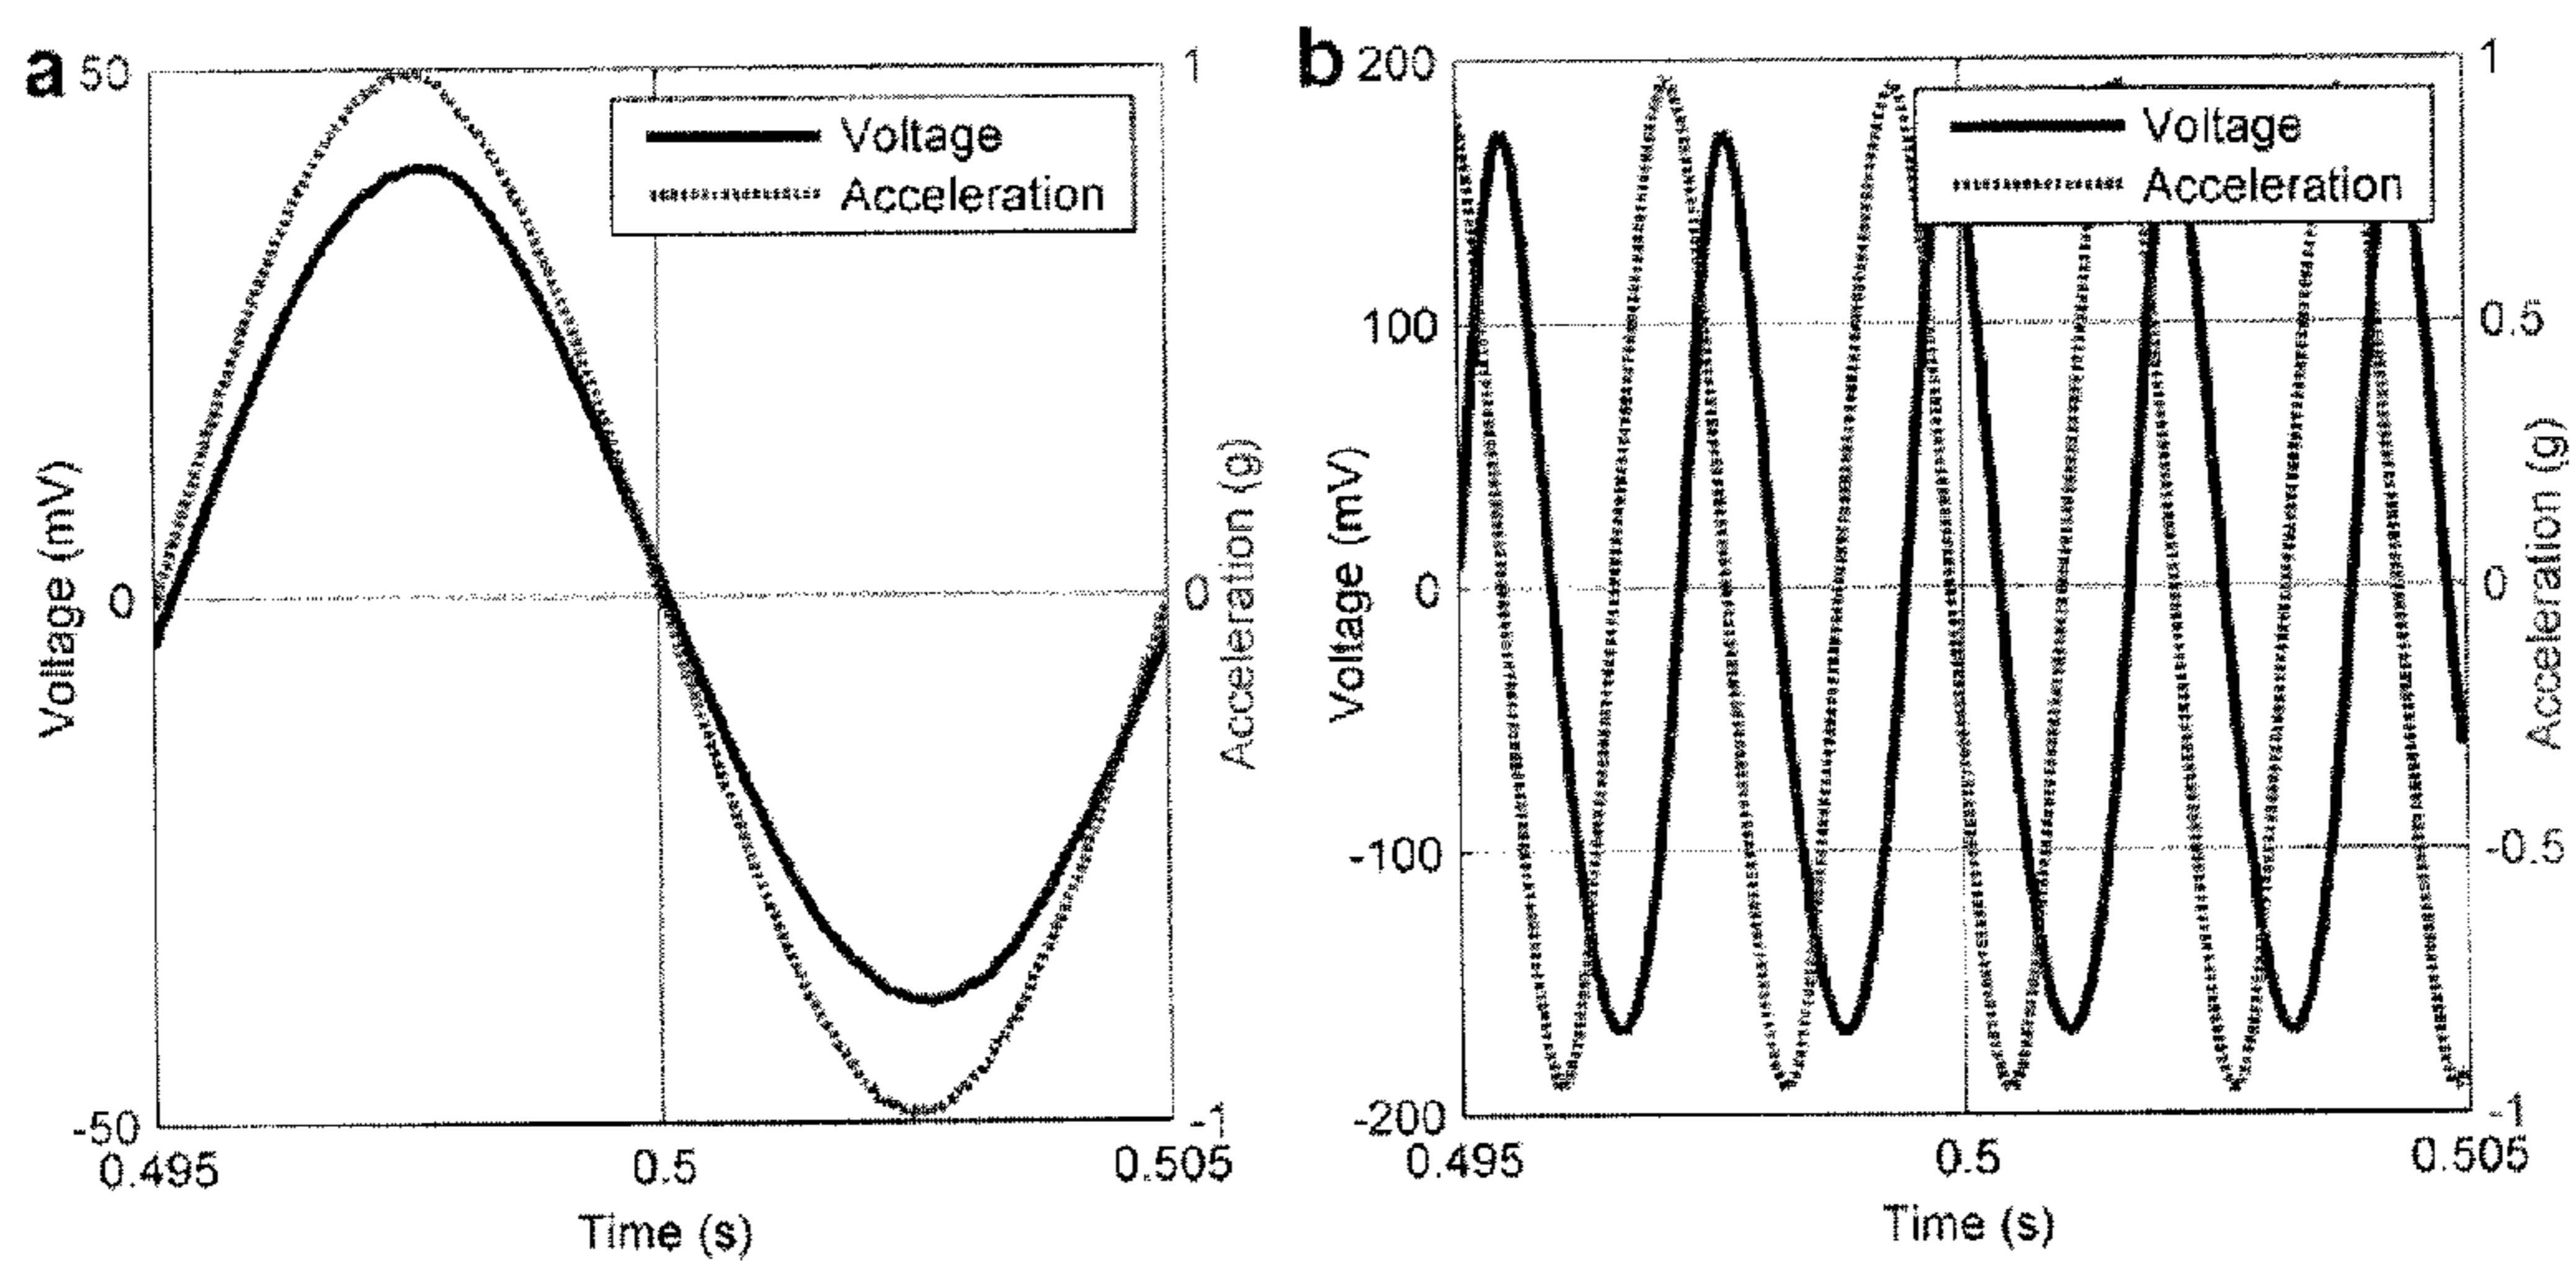 a
50
0
-50
Voltage (mV)
Voltage
Acceleration
1
0
-1
Acceleration (g)
0.495
0.5
0.505
Time (s)
b
200
100
0
-100
-200
Voltage (mV)
Voltage
Acceleration
1
0.5
0
-0.5
-1
Acceleration (g)
0.495
0.5
0.505
Time (s)